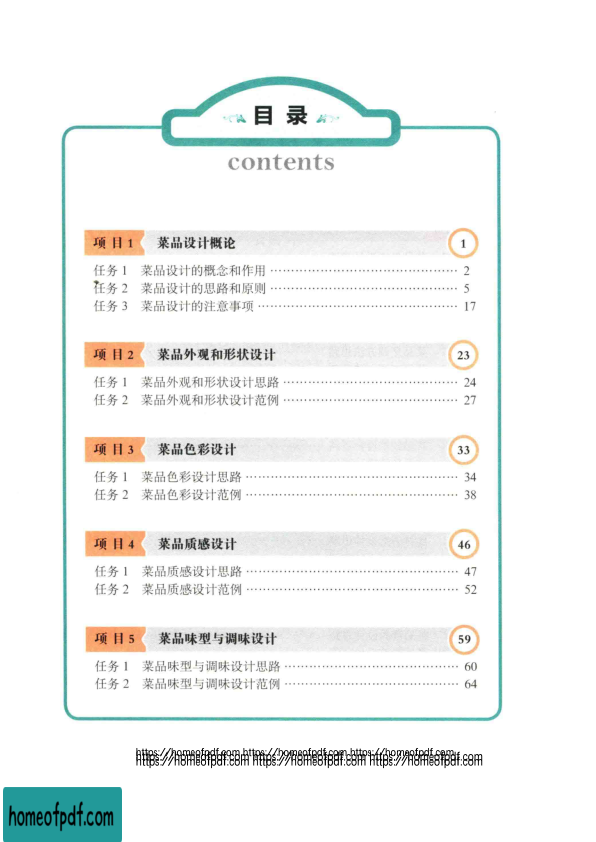 目录
contents
项目1 菜品设计概论 1
任务1 菜品设计的概念和作用 ………………………………… 2
任务2 菜品设计的思路和原则 ………………………………… 5
任务3 菜品设计的注意事项 ………………………………… 17
项目2 菜品外观和形状设计 23
任务1 菜品外观和形状设计思路 ………………………………… 24
任务2 菜品外观和形状设计范例 ………………………………… 27
项目3 菜品色彩设计 33
任务1 菜品色彩设计思路 ………………………………… 34
任务2 菜品色彩设计范例 ………………………………… 38
项目4 菜品质感设计 46
任务1 菜品质感设计思路 ………………………………… 47
任务2 菜品质感设计范例 ………………………………… 52
项目5 菜品味型与调味设计 59
任务1 菜品味型与调味设计思路 ………………………………… 60
任务2 菜品味型与调味设计范例 ………………………………… 64
https://homeofpdf.com https://homeofpdf.com https://homeofpdf.com
https://homeofpdf.com https://homeofpdf.com https://homeofpdf.com
homeofpdf.com